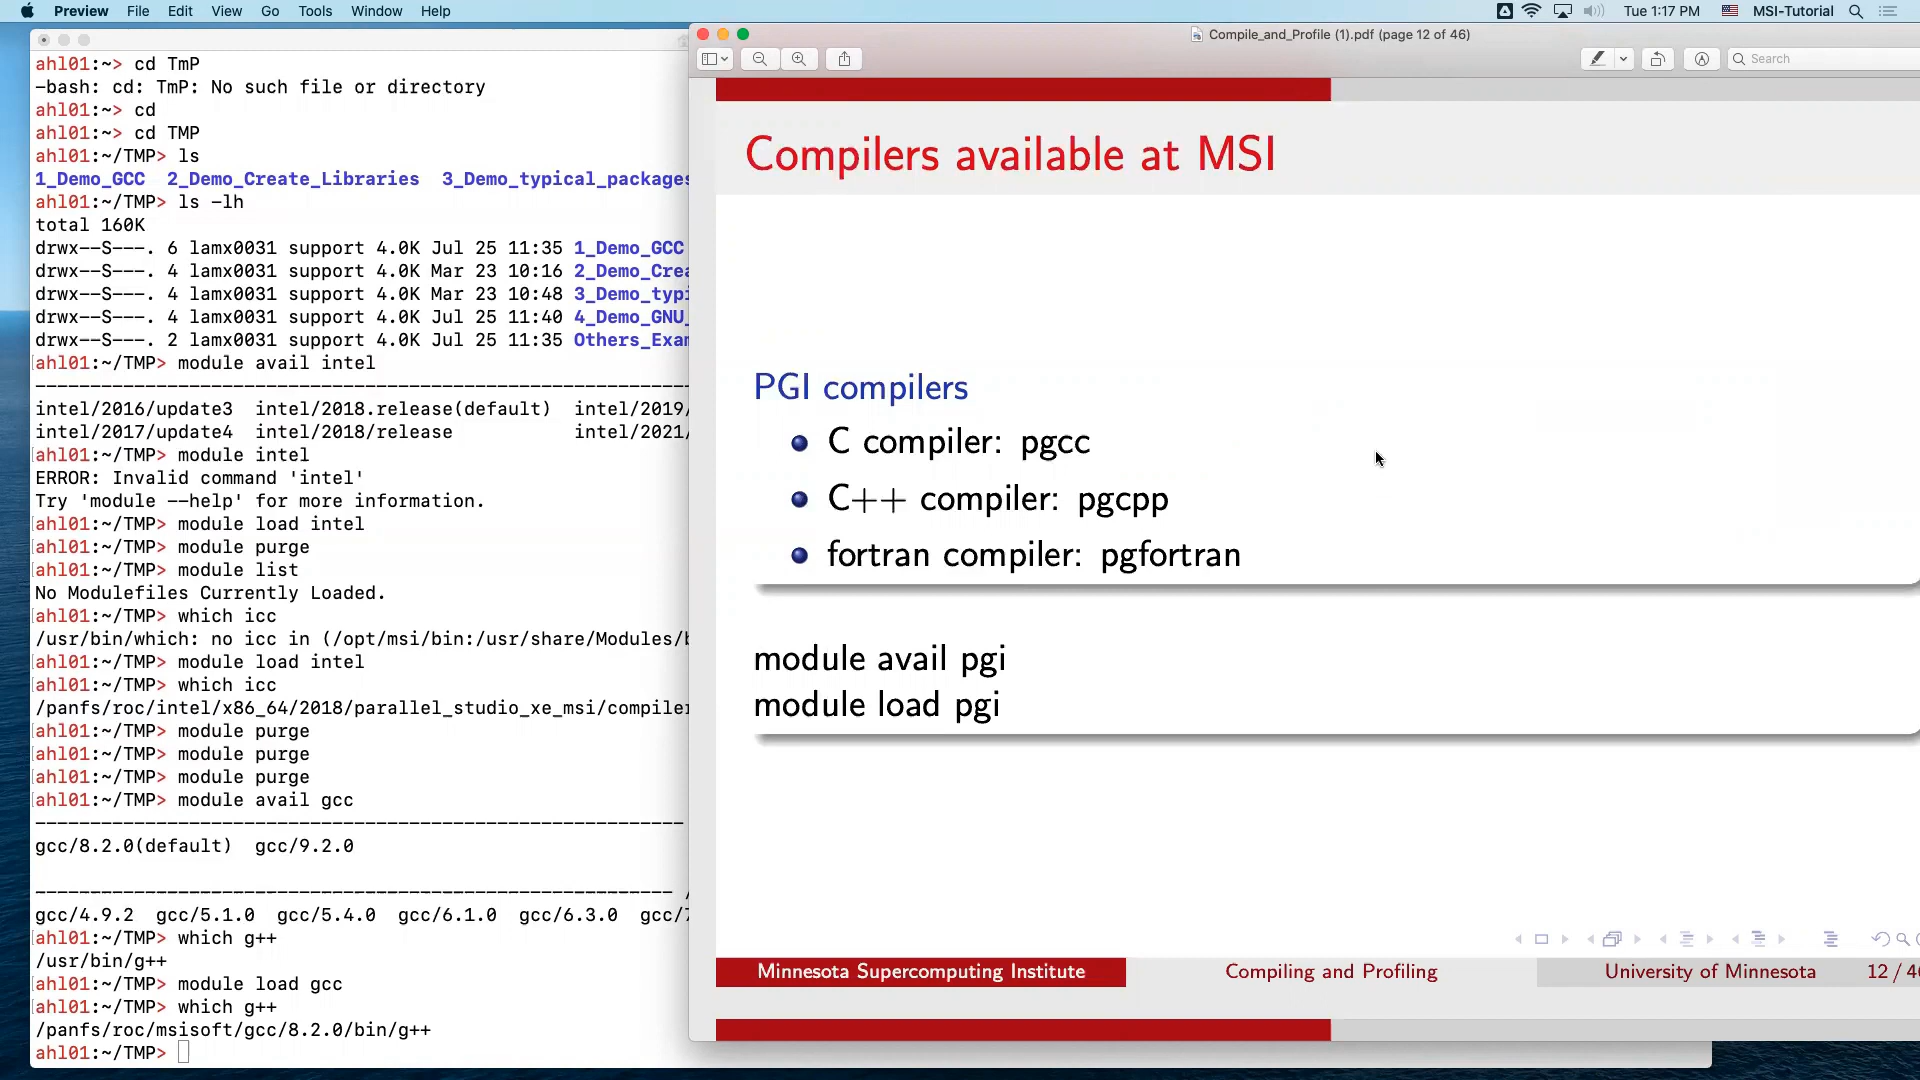 Preview File Edit View Go Tools Window Help
Tue 1:17 PM MSI-Tutorial
ahl01:~> cd TmP
-bash: cd: TmP: No such file or directory
ahl01:~> cd
ahl01:~> cd TMP
ahl01:~/TMP> ls
1_Demo_GCC 2_Demo_Create_Libraries 3_Demo_typical_packages
ahl01:~/TMP> ls -lh
total 160K
drwx--S---. 6 lamx0031 support 4.0K Jul 25 11:35 1_Demo_GCC
drwx--S---. 4 lamx0031 support 4.0K Mar 23 10:16 2_Demo_Crea
drwx--S---. 4 lamx0031 support 4.0K Mar 23 10:48 3_Demo_typi
drwx--S---. 4 lamx0031 support 4.0K Jul 25 11:40 4_Demo_GNU_
drwx--S---. 2 lamx0031 support 4.0K Jul 25 11:35 Others_Exam
[ahl01:~/TMP> module avail intel
------------------------------------------------------------
intel/2016/update3 intel/2018.release(default) intel/2019/
intel/2017/update4 intel/2018/release intel/2021/
[ahl01:~/TMP> module intel
ERROR: Invalid command 'intel'
Try 'module --help' for more information.
[ahl01:~/TMP> module load intel
[ahl01:~/TMP> module purge
[ahl01:~/TMP> module list
No Modulefiles Currently Loaded.
[ahl01:~/TMP> which icc
/usr/bin/which: no icc in (/opt/msi/bin:/usr/share/Modules/b
[ahl01:~/TMP> module load intel
[ahl01:~/TMP> which icc
/panfs/roc/intel/x86_64/2018/parallel_studio_xe_msi/compiler
[ahl01:~/TMP> module purge
[ahl01:~/TMP> module purge
[ahl01:~/TMP> module purge
[ahl01:~/TMP> module avail gcc
-----------------------------------------------------------
gcc/8.2.0(default) gcc/9.2.0
---------------------------------------------------------- /
gcc/4.9.2 gcc/5.1.0 gcc/5.4.0 gcc/6.1.0 gcc/6.3.0 gcc/7
[ahl01:~/TMP> which g++
/usr/bin/g++
[ahl01:~/TMP> module load gcc
[ahl01:~/TMP> which g++
/panfs/roc/msisoft/gcc/8.2.0/bin/g++
ahl01:~/TMP>
Compile_and_Profile (1).pdf (page 12 of 46)
Search
Compilers available at MSI
PGI compilers
C compiler: pgcc
C++ compiler: pgcpp
fortran compiler: pgfortran
module avail pgi
module load pgi
Minnesota Supercomputing Institute Compiling and Profiling University of Minnesota 12 / 46